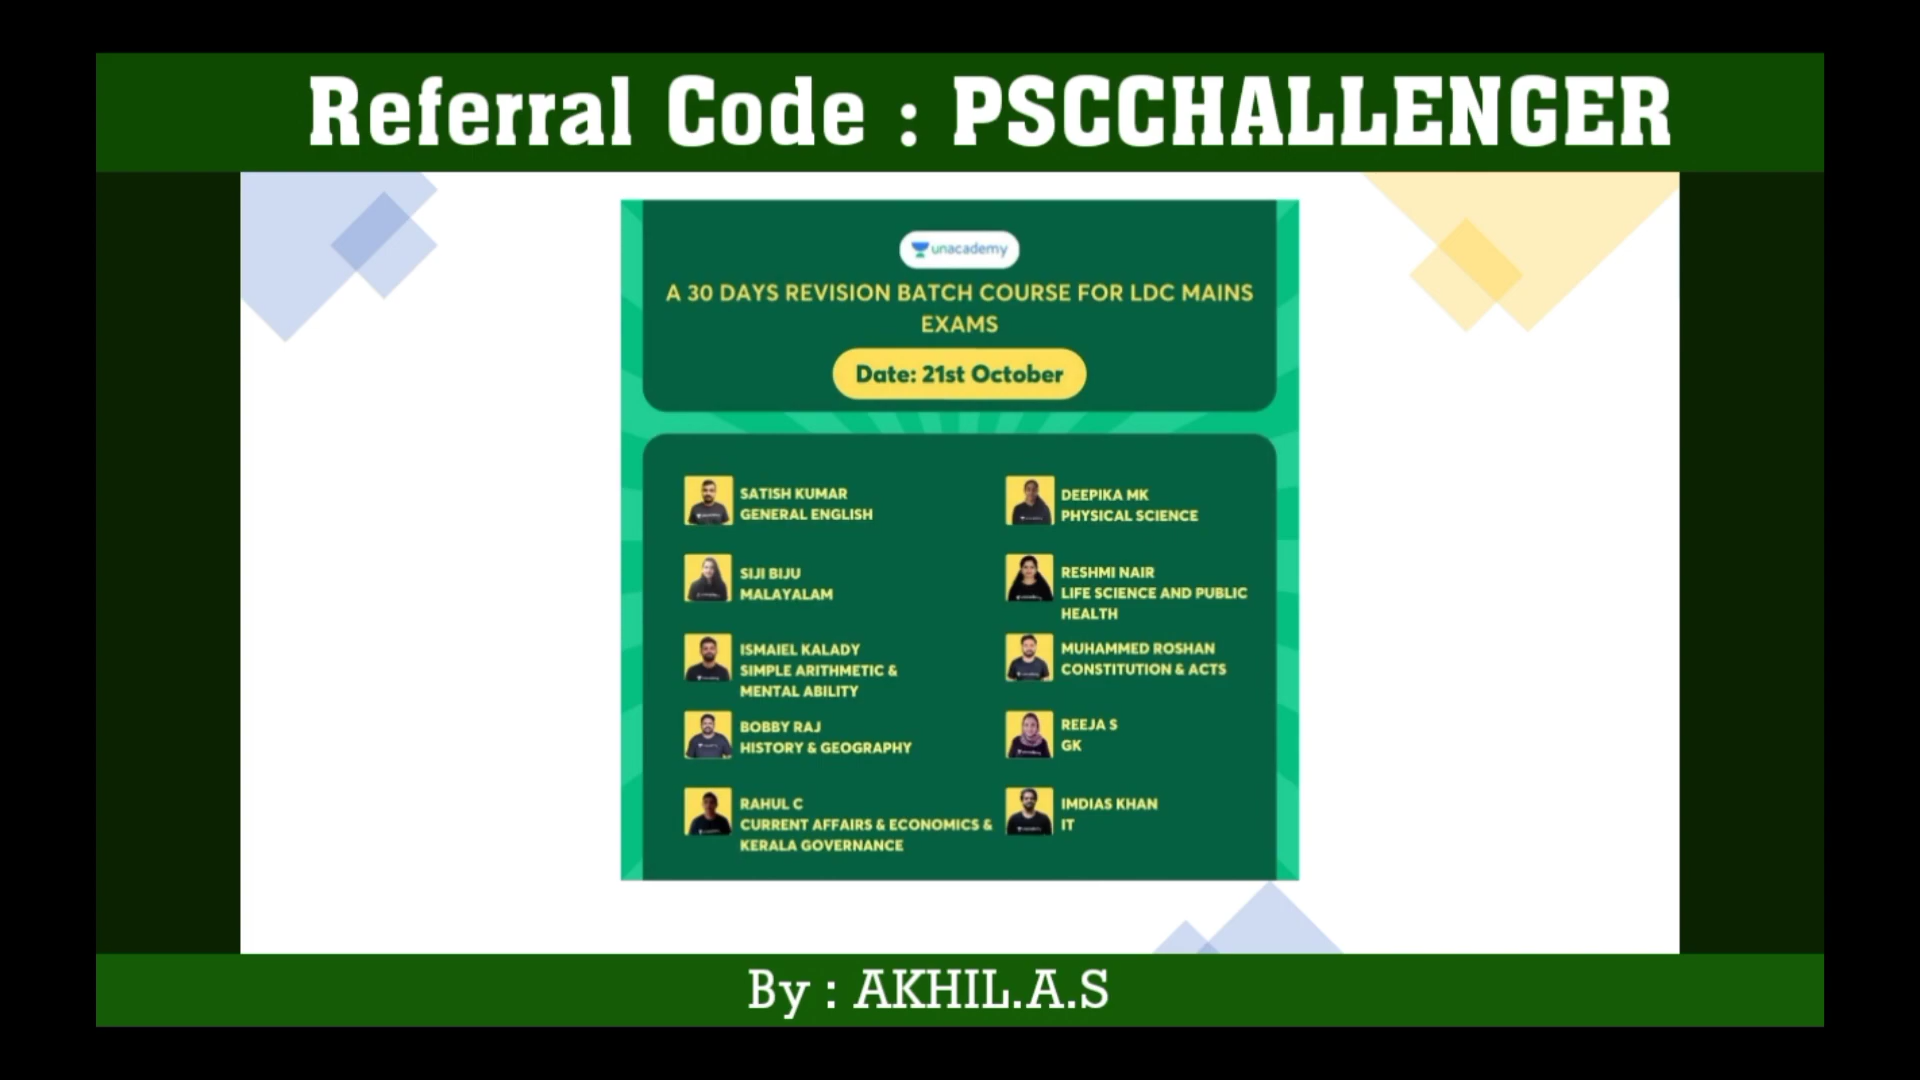 Referral Code : PSCCHALLENGER
unacademy
A 30 DAYS REVISION BATCH COURSE FOR LDC MAINS
EXAMS
Date: 21st October
SATISH KUMAR
GENERAL ENGLISH
DEEPIKA MK
PHYSICAL SCIENCE
SIJI BIJU
MALAYALAM
RESHMI NAIR
LIFE SCIENCE AND PUBLIC
HEALTH
ISMAIEL KALADY
SIMPLE ARITHMETIC &
MENTAL ABILITY
MUHAMMED ROSHAN
CONSTITUTION & ACTS
BOBBY RAJ
HISTORY & GEOGRAPHY
REEJA S
GK
RAHUL C
CURRENT AFFAIRS & ECONOMICS &
KERALA GOVERNANCE
IMDIAS KHAN
IT
By : AKHIL.A.S